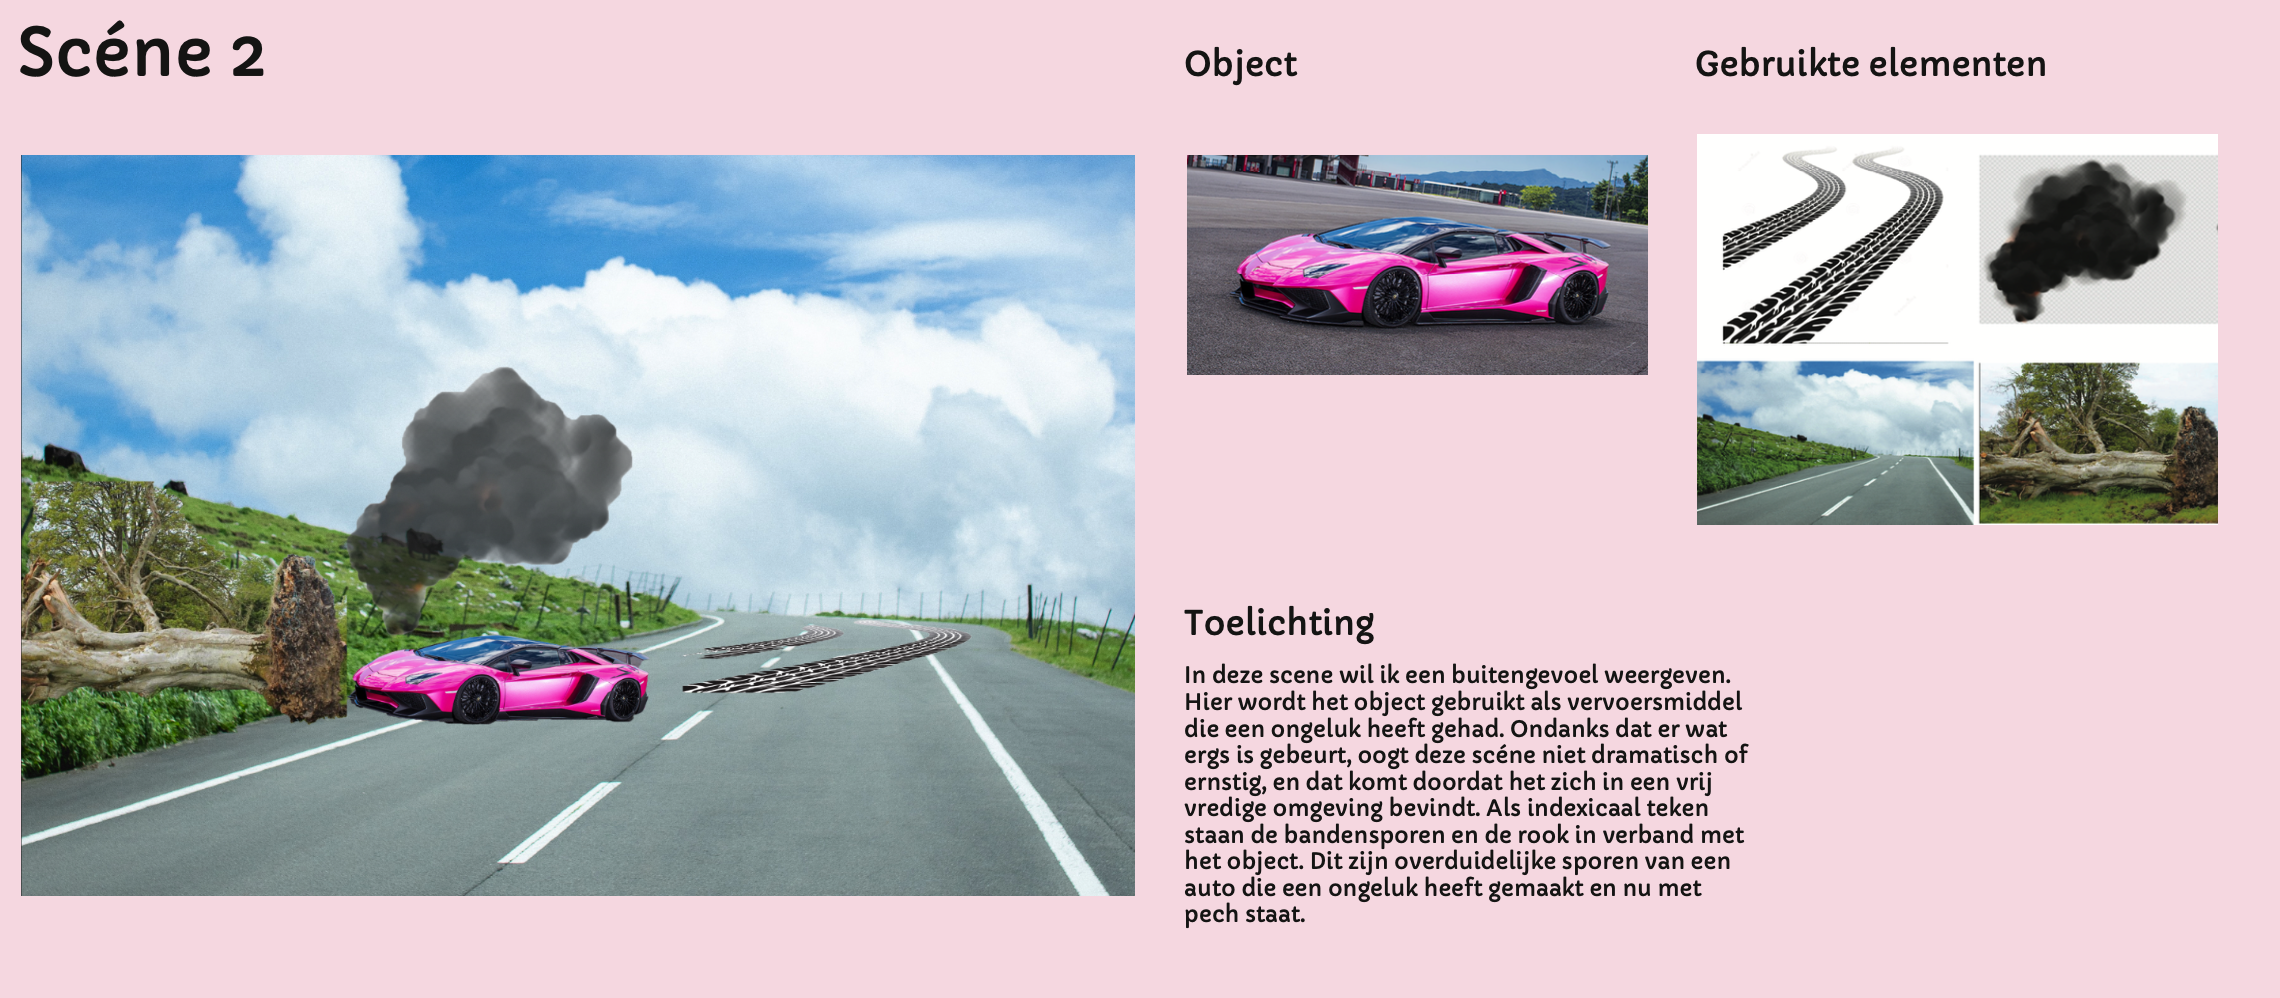 Scéne 2
Object
Gebruikte elementen
Toelichting
In deze scene wil ik een buitengevoel weergeven.
Hier wordt het object gebruikt als vervoersmiddel
die een ongeluk heeft gehad. Ondanks dat er wat
ergs is gebeurt, oogt deze scéne niet dramatisch of
ernstig, en dat komt doordat het zich in een vrij
vredige omgeving bevindt. Als indexicaal teken
staan de bandensporen en de rook in verband met
het object. Dit zijn overduidelijke sporen van een
auto die een ongeluk heeft gemaakt en nu met
pech staat.